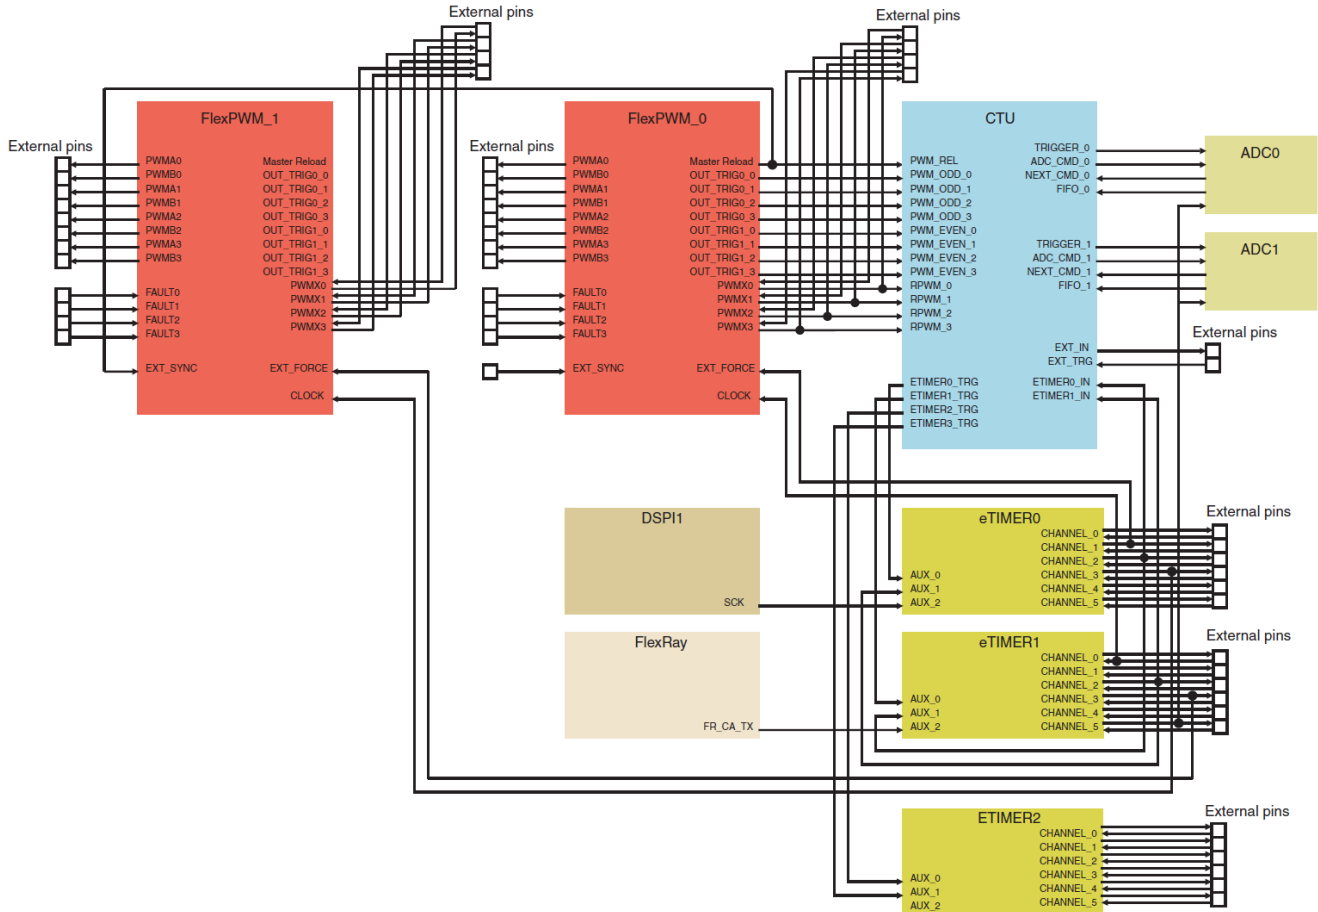 External pins
External pins
FlexPWM_1
External pins
PWMA0
PWMB0
PWMA1
PWMB1
PWMA2
PWMB2
PWMA3
PWMB3
FAULT0
FAULT1
FAULT2
FAULT3
EXT_SYNC
Master Reload
OUT_TRIG0_0
OUT_TRIG0_1
OUT_TRIG0_2
OUT_TRIG0_3
OUT_TRIG1_0
OUT_TRIG1_1
OUT_TRIG1_2
OUT_TRIG1_3
PWMX0
PWMX1
PWMX2
PWMX3
EXT_FORCE
CLOCK
FlexPWM_0
External pins
PWMA0
PWMB0
PWMA1
PWMB1
PWMA2
PWMB2
PWMA3
PWMB3
FAULT0
FAULT1
FAULT2
FAULT3
EXT_SYNC
Master Reload
OUT_TRIG0_0
OUT_TRIG0_1
OUT_TRIG0_2
OUT_TRIG0_3
OUT_TRIG1_0
OUT_TRIG1_1
OUT_TRIG1_2
OUT_TRIG1_3
PWMX0
PWMX1
PWMX2
PWMX3
EXT_FORCE
CLOCK
CTU
PWM_REL
PWM_ODD_0
PWM_ODD_1
PWM_ODD_2
PWM_ODD_3
PWM_EVEN_0
PWM_EVEN_1
PWM_EVEN_2
PWM_EVEN_3
RPWM_0
RPWM_1
RPWM_2
RPWM_3
ETIMER0_TRG
ETIMER1_TRG
ETIMER2_TRG
ETIMER3_TRG
TRIGGER_0
ADC_CMD_0
NEXT_CMD_0
FIFO_0
TRIGGER_1
ADC_CMD_1
NEXT_CMD_1
FIFO_1
EXT_IN
EXT_TRG
ETIMER0_IN
ETIMER1_IN
ADC0
ADC1
External pins
DSPI1
SCK
eTIMER0
AUX_0
AUX_1
AUX_2
CHANNEL_0
CHANNEL_1
CHANNEL_2
CHANNEL_3
CHANNEL_4
CHANNEL_5
External pins
FlexRay
FR_CA_TX
eTIMER1
AUX_0
AUX_1
AUX_2
CHANNEL_0
CHANNEL_1
CHANNEL_2
CHANNEL_3
CHANNEL_4
CHANNEL_5
External pins
ETIMER2
AUX_0
AUX_1
AUX_2
CHANNEL_0
CHANNEL_1
CHANNEL_2
CHANNEL_3
CHANNEL_4
CHANNEL_5
External pins